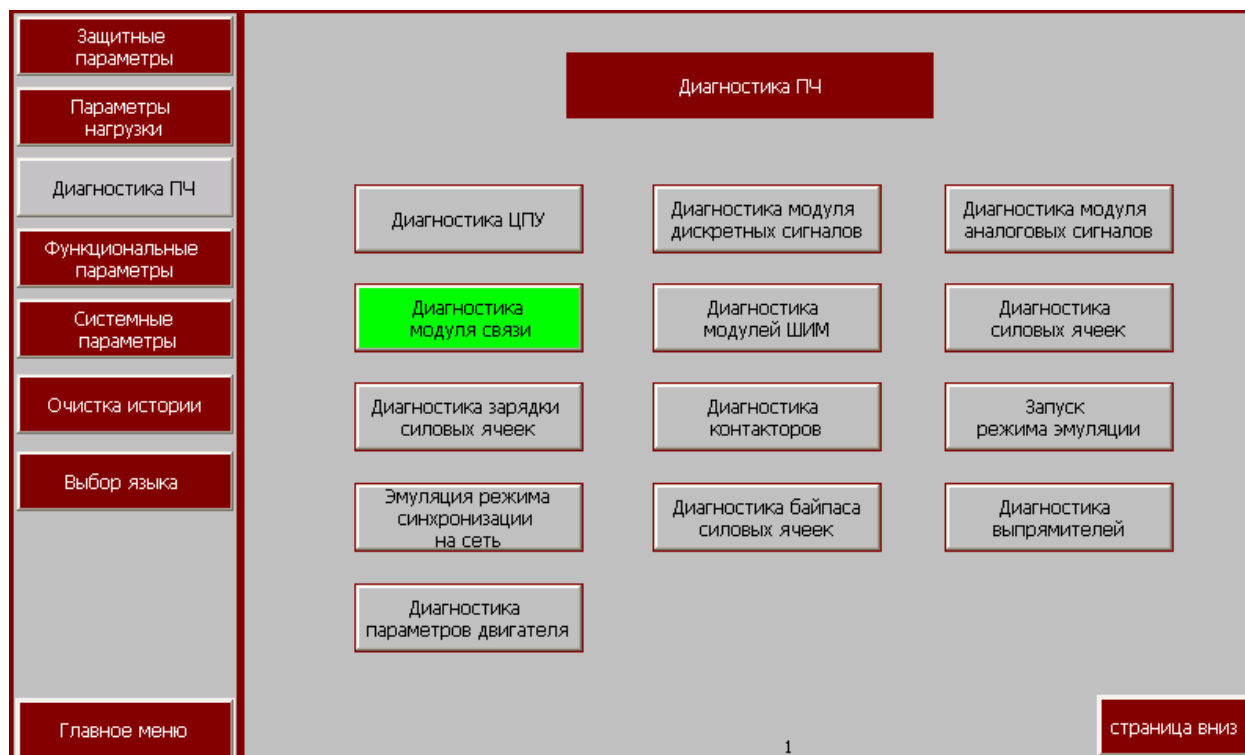 Защитные
параметры
Параметры
нагрузки
Диагностика ПЧ
Функциональные
параметры
Системные
параметры
Очистка истории
Выбор языка
Главное меню
Диагностика ПЧ
Диагностика ЦПУ
Диагностика модуля
дискретных сигналов
Диагностика модуля
аналоговых сигналов
Диагностика
модуля связи
Диагностика
модулей ШИМ
Диагностика
силовых ячеек
Диагностика зарядки
силовых ячеек
Диагностика
контакторов
Запуск
режима эмуляции
Эмуляция режима
синхронизации
на сеть
Диагностика байпаса
силовых ячеек
Диагностика
выпрямителей
Диагностика
параметров двигателя
1
страница вниз